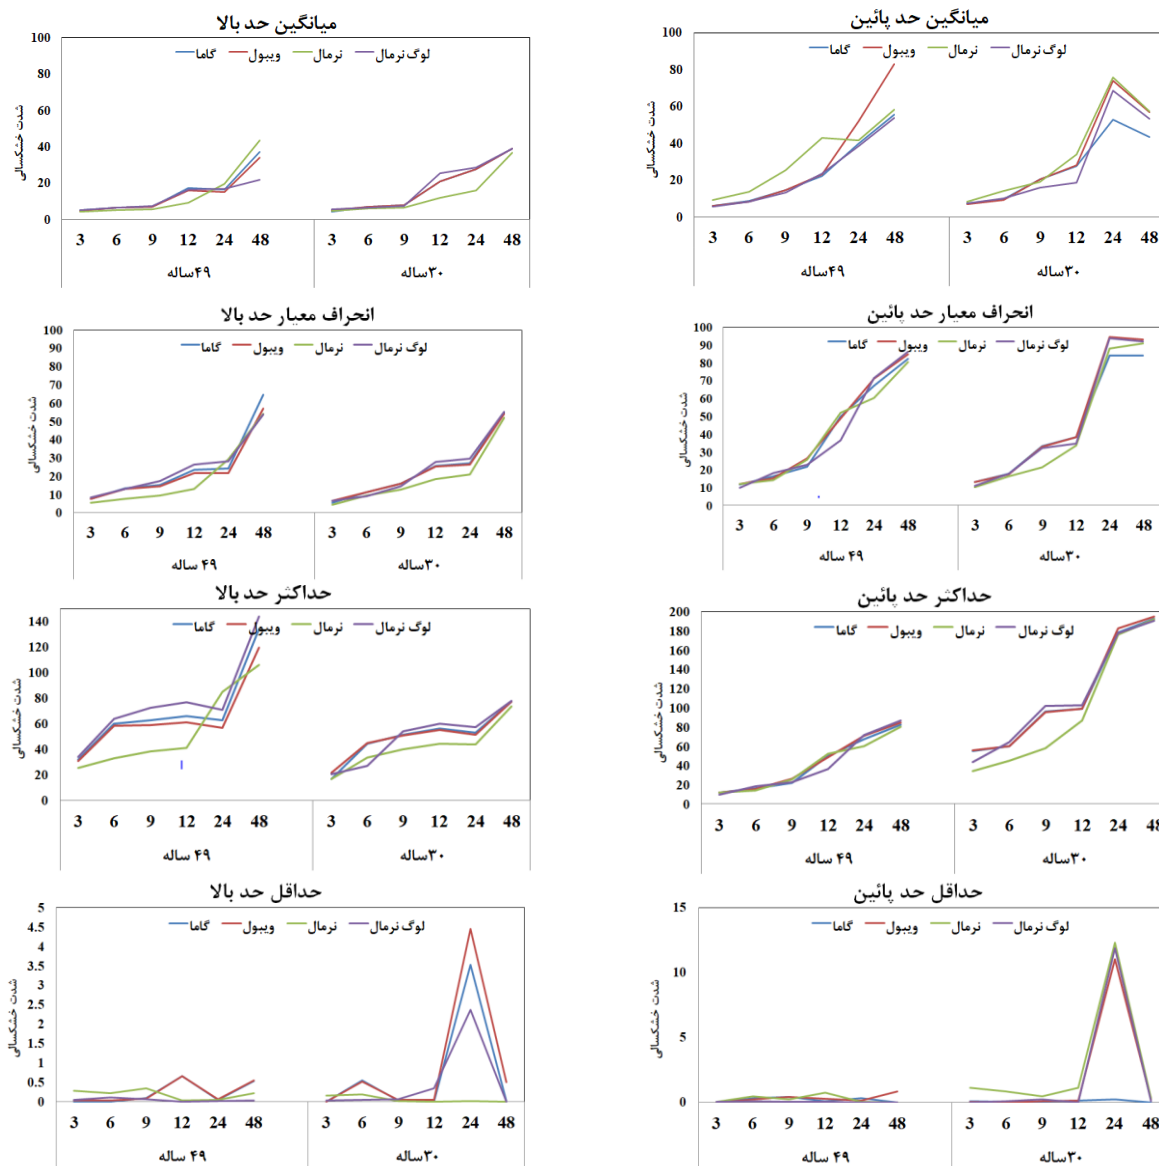 میانگین حد بالا
100
80
60
40
20
0
گاما ویبول نرمال لوگ نرمال
شدت خشکسالی
3 6 9 12 24 48 3 6 9 12 24 48
۴۹ساله ۳۰ساله
میانگین حد پائین
100
80
60
40
20
0
گاما ویبول نرمال لوگ نرمال
شدت خشکسالی
3 6 9 12 24 48 3 6 9 12 24 48
۴۹ساله ۳۰ساله
انحراف معیار حد بالا
100
90
80
70
60
50
40
30
20
10
0
گاما ویبول نرمال لوگ نرمال
شدت خشکسالی
3 6 9 12 24 48 3 6 9 12 24 48
۴۹ ساله ۳۰ساله
انحراف معیار حد پائین
100
90
80
70
60
50
40
30
20
10
0
گاما ویبول نرمال لوگ نرمال
شدت خشکسالی
3 6 9 12 24 48 3 6 9 12 24 48
۴۹ ساله ۳۰ساله
حداکثر حد بالا
140
120
100
80
60
40
20
0
گاما ویبول نرمال لوگ نرمال
شدت خشکسالی
3 6 9 12 24 48 3 6 9 12 24 48
۴۹ ساله ۳۰ساله
حداکثر حد پائین
200
180
160
140
120
100
80
60
40
20
0
گاما ویبول نرمال لوگ نرمال
شدت خشکسالی
3 6 9 12 24 48 3 6 9 12 24 48
۴۹ ساله ۳۰ساله
حداقل حد بالا
5
4.5
4
3.5
3
2.5
2
1.5
1
0.5
0
گاما ویبول نرمال لوگ نرمال
شدت خشکسالی
3 6 9 12 24 48 3 6 9 12 24 48
۴۹ ساله ۳۰ساله
حداقل حد پائین
15
10
5
0
گاما ویبول نرمال لوگ نرمال
شدت خشکسالی
3 6 9 12 24 48 3 6 9 12 24 48
۴۹ ساله ۳۰ساله